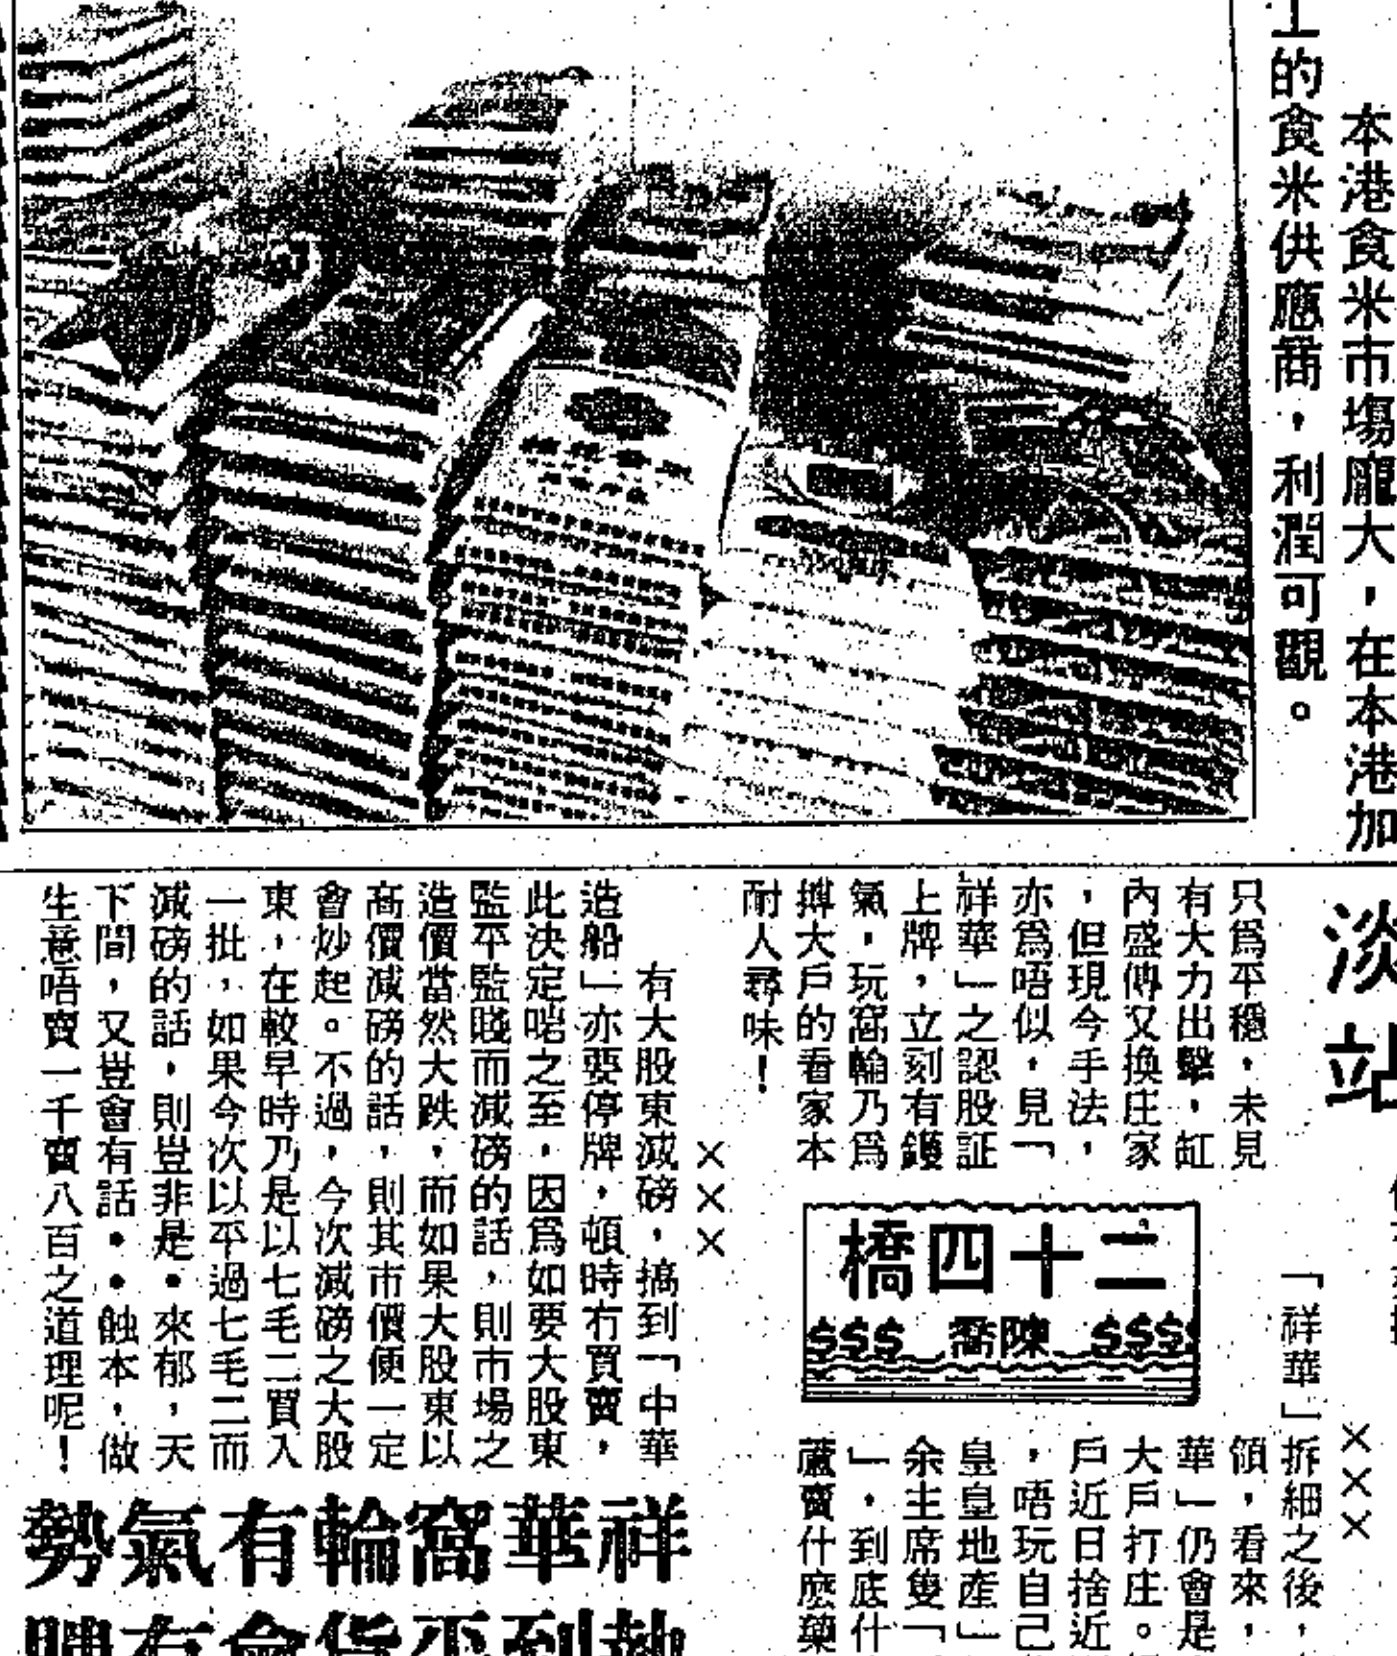 本港食米市場龐大，在本港加
工的食米供應商，利潤可觀。
淡
站
「祥華」拆細之後，
領，看來，
華」仍會是
大戶打庄。
戶近日捨近
，唔玩自己
皇皇地產」
余主席隻「
」，到底什
蘆賣什麼藥
二十四橋
$$$ 陳喬 $$$$
只為平穩，未見
有大力出擊，缸
內盛傳又換庄家
，但現今手法，
亦為唔似，見「
祥華」之認股証
上牌，立刻有鑊
氣，玩窩輪乃為
搏大戶的看家本
耐人尋味！
×××
×××
有大股東減磅，搞到「中華
造船」亦要停牌，頓時冇買賣，
此決定啱之至，因為如要大股東
監平監賤而減磅的話，則市場之
造價當然大跌，而如果大股東以
高價減磅的話，則其市價便一定
會炒起。不過，今次減磅之大股
東，在較早時乃是以七毛二買入
一批，如果今次以平過七毛二而
減磅的話，則豈非是·來郁，天
下間，又豈會有話··蝕本，做
生意唔賣一千賣八百之道理呢！
祥華窩輪有氣勢